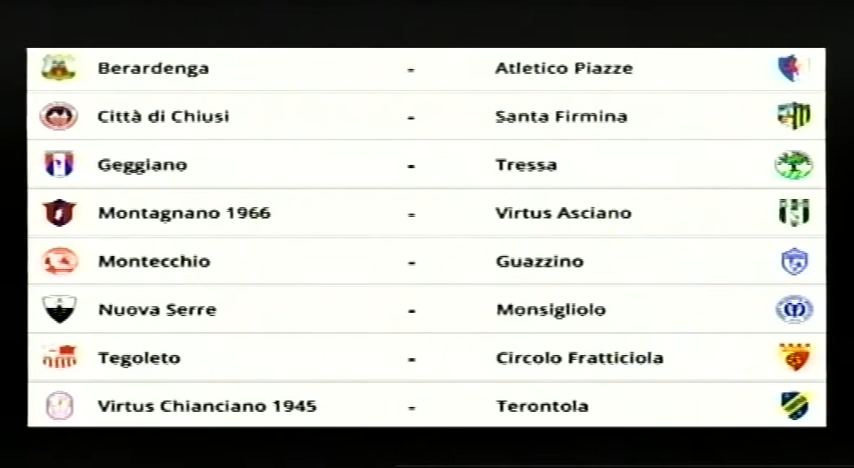 Berardenga - Atletico Piazze
Città di Chiusi - Santa Firmina
Geggiano - Tressa
Montagnano 1966 - Virtus Asciano
Montecchio - Guazzino
Nuova Serre - Monsigliolo
Tegoleto - Circolo Fratticiola
Virtus Chianciano 1945 - Terontola